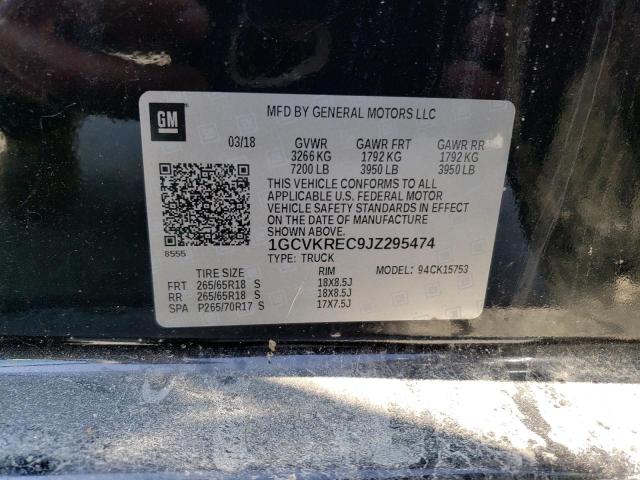 MFD BY GENERAL MOTORS LLC
GM
03/18 GVWR GAWR FRT GAWR RR
3266 KG 1792 KG 1792 KG
7200 LB 3950 LB 3950 LB
THIS VEHICLE CONFORMS TO ALL
APPLICABLE U.S. FEDERAL MOTOR
VEHICLE SAFETY STANDARDS IN EFFECT
ON THE DATE OF MANUFACTURE
SHOWN ABOVE.
1GCVKREC9JZ295474
8555
TYPE: TRUCK MODEL: 94CK15753
TIRE SIZE RIM
FRT 265/65R18 S 18X8.5J
RR 265/65R18 S 18X8.5J
SPA P265/70R17 S 17X7.5J